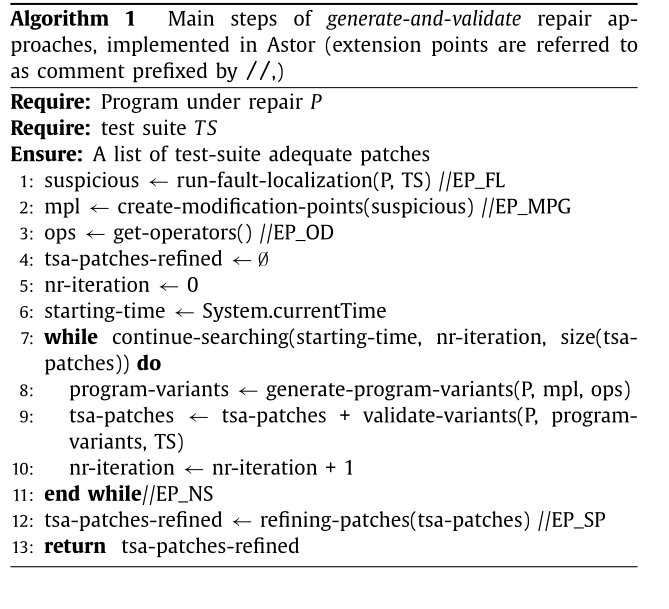 Algorithm 1 Main steps of generate-and-validate repair ap-
proaches, implemented in Astor (extension points are referred to
as comment prefixed by //,)
Require: Program under repair P
Require: test suite TS
Ensure: A list of test-suite adequate patches
1: suspicious ← run-fault-localization(P, TS) //EP_FL
2: mpl ← create-modification-points(suspicious) //EP_MPG
3: ops ← get-operators() //EP_OD
4: tsa-patches-refined ← ∅
5: nr-iteration ← 0
6: starting-time ← System.currentTime
7: while continue-searching(starting-time, nr-iteration, size(tsa-
patches)) do
8: program-variants ← generate-program-variants(P, mpl, ops)
9: tsa-patches ← tsa-patches + validate-variants(P, program-
variants, TS)
10: nr-iteration ← nr-iteration + 1
11: end while//EP_NS
12: tsa-patches-refined ← refining-patches(tsa-patches) //EP_SP
13: return tsa-patches-refined